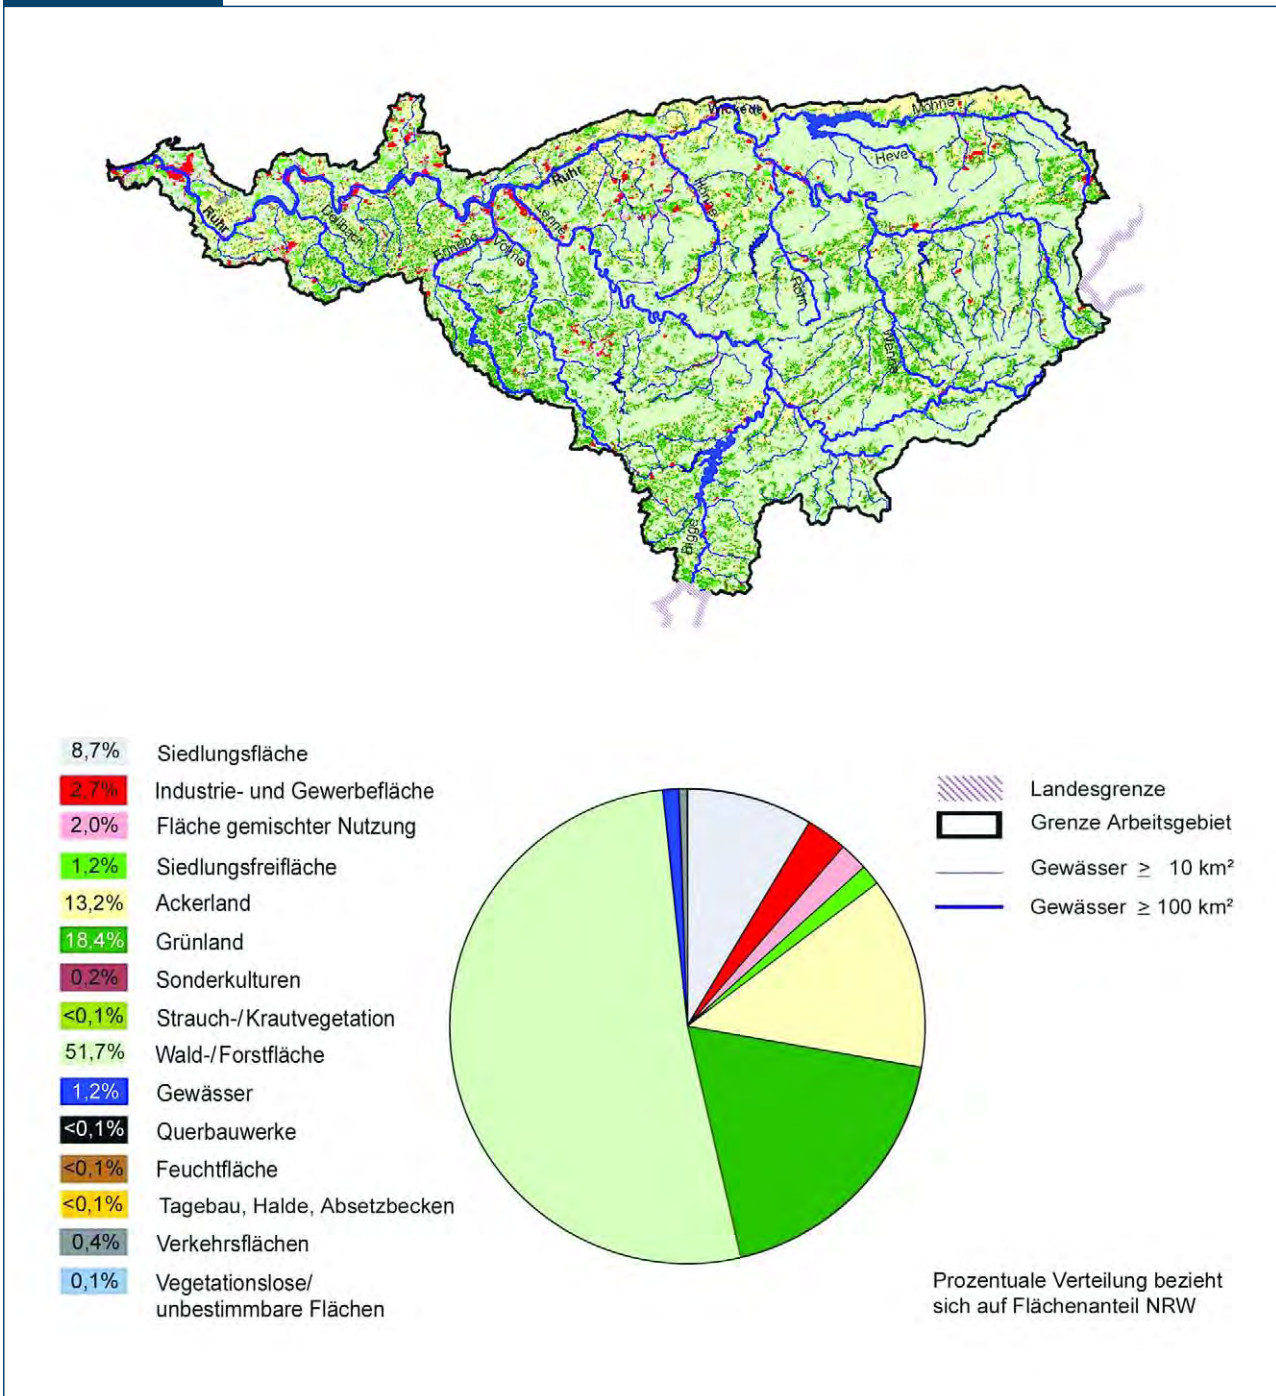 Wickede
Möhne
Heve
Ruhr
Hönne
Ruhr
Deilbach
Lenne
Ennepe
Volme
Röhr
Wenne
Bigge
8,7% Siedlungsfläche
2,7% Industrie- und Gewerbefläche
2,0% Fläche gemischter Nutzung
1,2% Siedlungsfreifläche
13,2% Ackerland
18,4% Grünland
0,2% Sonderkulturen
<0,1% Strauch-/Krautvegetation
51,7% Wald-/Forstfläche
1,2% Gewässer
<0,1% Querbauwerke
<0,1% Feuchtfläche
<0,1% Tagebau, Halde, Absetzbecken
0,4% Verkehrsflächen
0,1% Vegetationslose/
unbestimmbare Flächen
Landesgrenze
Grenze Arbeitsgebiet
Gewässer ≥ 10 km²
Gewässer ≥ 100 km²
Prozentuale Verteilung bezieht
sich auf Flächenanteil NRW